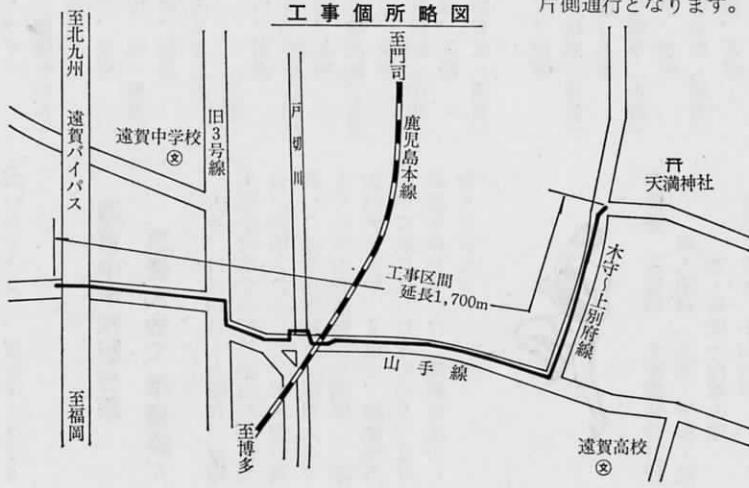 片側通行となります。
工事個所略図
至北九州
遠賀バイパス
至福岡
遠賀中学校
文
旧3号線
戸切川
至門司
鹿児島本線
至博多
工事区間
延長1,700m
山手線
木守～上別府線
天満神社
遠賀高校
文